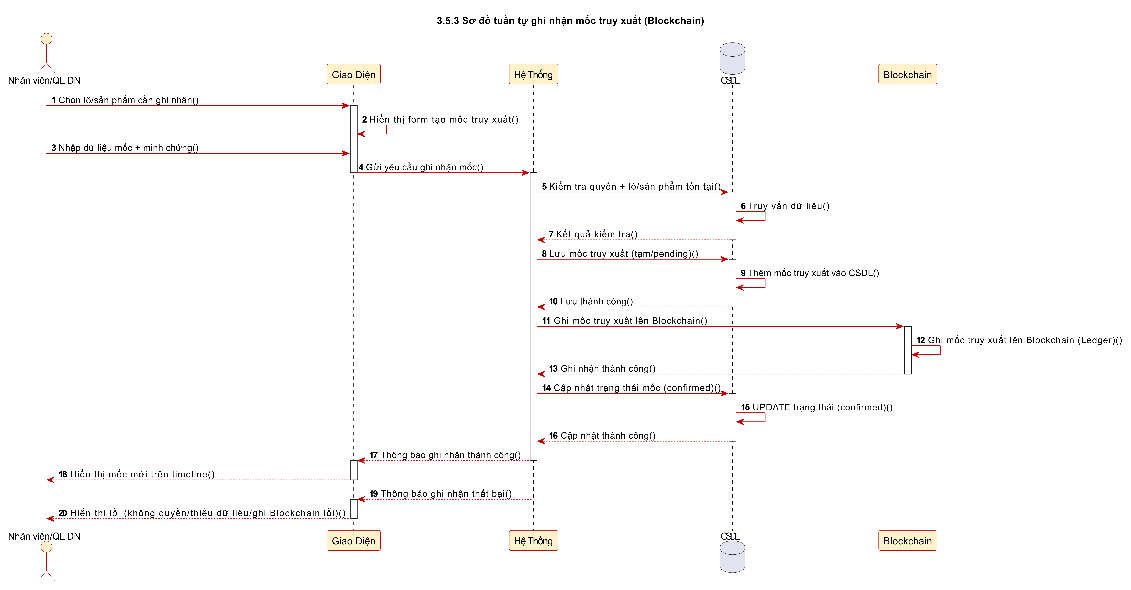 3.5.3 Sơ đồ tuần tự ghi nhận mốc truy xuất (Blockchain)
Nhân viên/QL DN
Giao Diện
Hệ Thống
CSDL
Blockchain
1 Chọn lô/sản phẩm cần ghi nhận()
2 Hiển thị form tạo mốc truy xuất()
3 Nhập dữ liệu mốc + minh chứng()
4 Gửi yêu cầu ghi nhận mốc()
5 Kiểm tra quyền + lô/sản phẩm tồn tại()
6 Truy vấn dữ liệu()
7 Kết quả kiểm tra()
8 Lưu mốc truy xuất (tạm/pending)()
9 Thêm mốc truy xuất vào CSDL()
10 Lưu thành công()
11 Ghi mốc truy xuất lên Blockchain()
12 Ghi mốc truy xuất lên Blockchain (Ledger)()
13 Ghi nhận thành công()
14 Cập nhật trạng thái mốc (confirmed)()
15 UPDATE trạng thái (confirmed)()
16 Cập nhật thành công()
17 Thông báo ghi nhận thành công()
18 Hiển thị mốc mới trên timeline()
19 Thông báo ghi nhận thất bại()
20 Hiển thị lỗi (không quyền/thiếu dữ liệu/ghi Blockchain lỗi)()
Nhân viên/QL DN
Giao Diện
Hệ Thống
CSDL
Blockchain